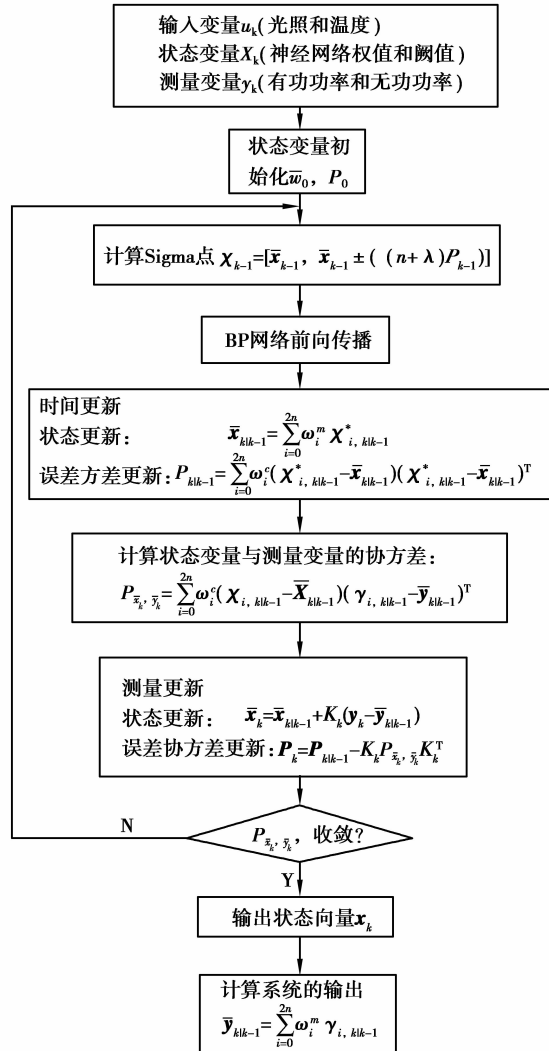 输入变量uₖ(光照和温度)
状态变量Xₖ(神经网络权值和阙值)
测量变量yₖ(有功功率和无功功率)
状态变量初
始化w̄₀, P₀
计算Sigma点 χₖ₋₁=[x̄ₖ₋₁, x̄ₖ₋₁±( (n+λ)Pₖ₋₁)]
BP网络前向传播
时间更新
状态更新: x̄_{k|k-1}=∑_{i=0}^{2n} ω_i^m χ*_{i, k|k-1}
误差方差更新:P_{k|k-1}=∑_{i=0}^{2n} ω_i^c(χ*_{i, k|k-1}-x̄_{k|k-1})(χ*_{i, k|k-1}-x̄_{k|k-1})^T
计算状态变量与测量变量的协方差:
P_{x̄_k, ȳ_k}=∑_{i=0}^{2n} ω_i^c(χ_{i, k|k-1}-X̄_{k|k-1})(γ_{i, k|k-1}-ȳ_{k|k-1})^T
测量更新
状态更新: x̄_k=x̄_{k|k-1}+K_k(y_k-ȳ_{k|k-1})
误差协方差更新:P_k=P_{k|k-1}-K_kP_{x̄_k, ȳ_k}K_k^T
N
P_{x̄_k, ȳ_k}, 收敛?
Y
输出状态向量x_k
计算系统的输出
ȳ_{k|k-1}=∑_{i=0}^{2n} ω_i^m γ_{i, k|k-1}